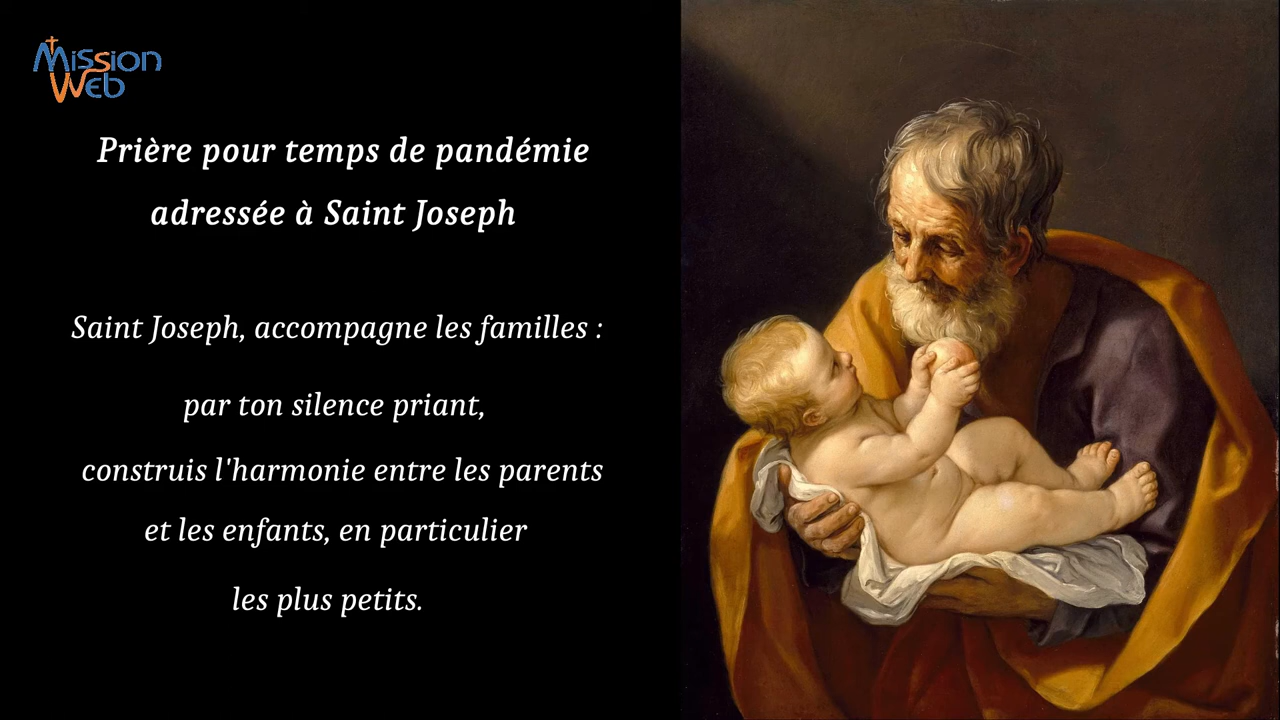 Mission
Web
Prière pour temps de pandémie
adressée à Saint Joseph
Saint Joseph, accompagne les familles :
par ton silence priant,
construis l'harmonie entre les parents
et les enfants, en particulier
les plus petits.